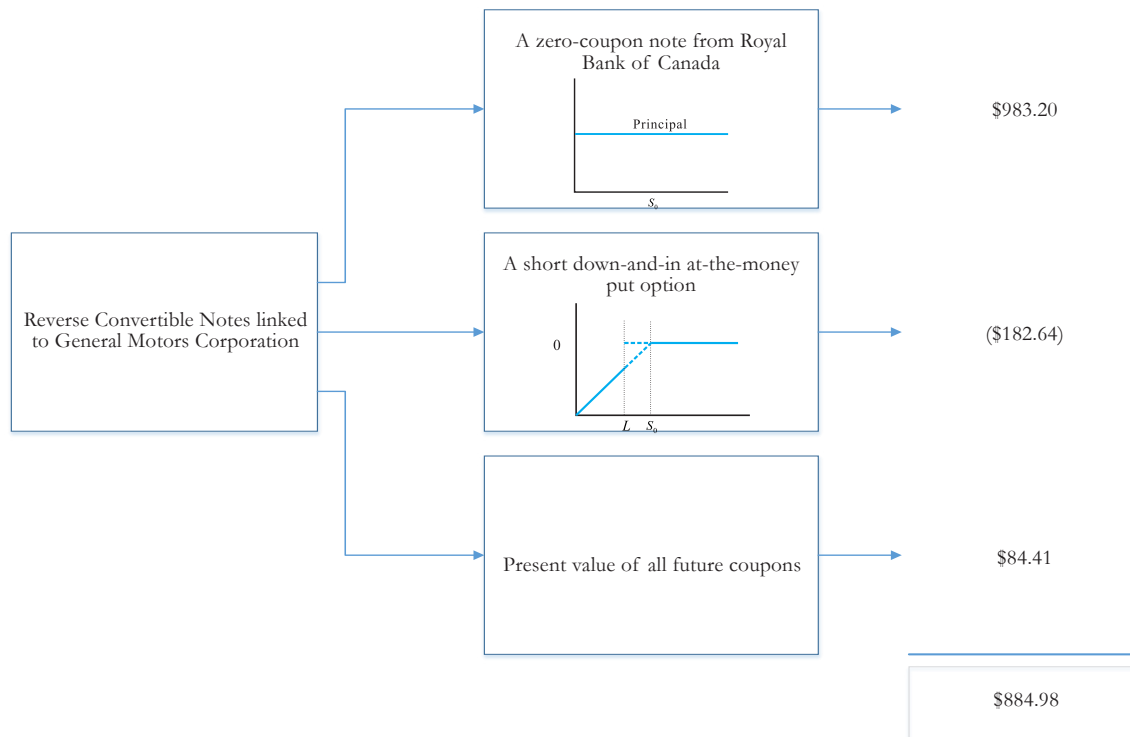 A zero-coupon note from Royal
Bank of Canada
Principal
S₀
$983.20
Reverse Convertible Notes linked
to General Motors Corporation
A short down-and-in at-the-money
put option
0
L S₀
($182.64)
Present value of all future coupons
$84.41
$884.98